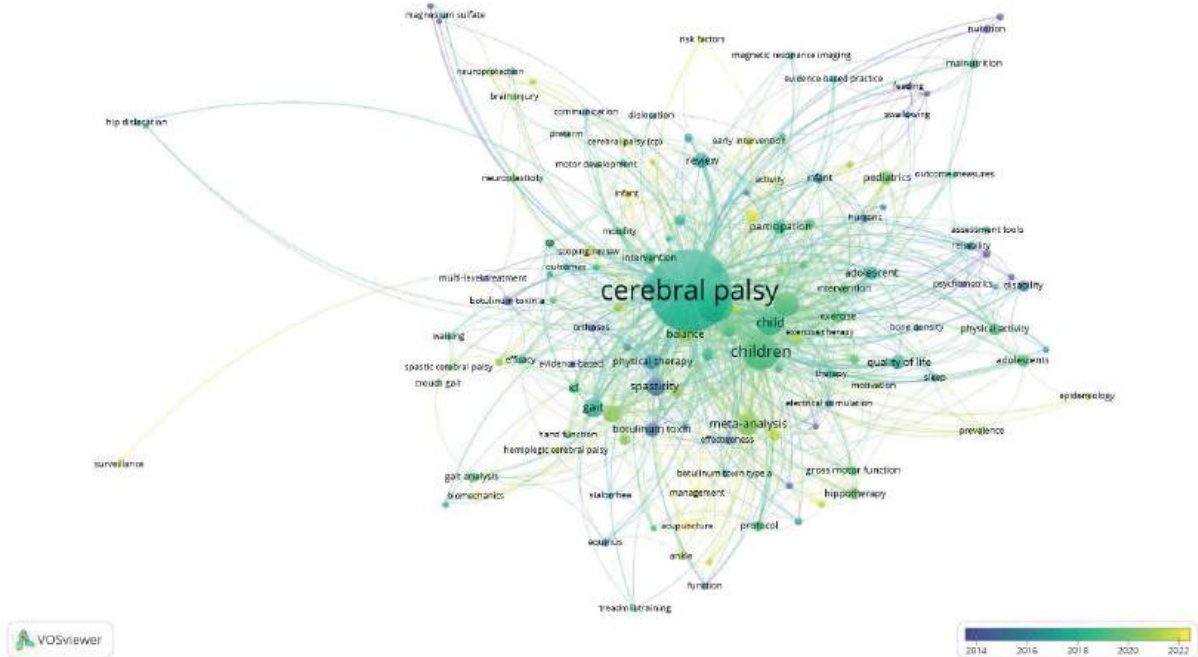 magnesium sulfate
nutrition
risk factors
magnetic resonance imaging
malnutrition
neuroprotection
evidence-based practice
feeding
brain injury
communication
dislocation
swallowing
hip dislocation
preterm
cerebral palsy (cp)
early intervention
review
motor development
neuroplasticity
activity
infant
pediatrics
outcome measures
infant
humans
mobility
participation
assessment tools
scoping review
intervention
reliability
outcomes
adolescent
multi-level treatment
intervention
psychometrics
disability
cerebral palsy
botulinum toxin a
exercise
child
orthoses
balance
exercise therapy
bone density
physical activity
walking
children
efficacy
evidence-based
physical therapy
quality of life
adolescents
spastic cerebral palsy
therapy
sleep
crouch gait
icf
spasticity
motivation
epidemiology
gait
electrical stimulation
meta-analysis
botulinum toxin
prevalence
hand function
effectiveness
hemiplegic cerebral palsy
surveillance
gait analysis
botulinum toxin type a
gross motor function
biomechanics
sialorrhea
management
hippotherapy
acupuncture
protocol
equinus
ankle
function
treadmill training
VOSviewer
2014 2016 2018 2020 2022